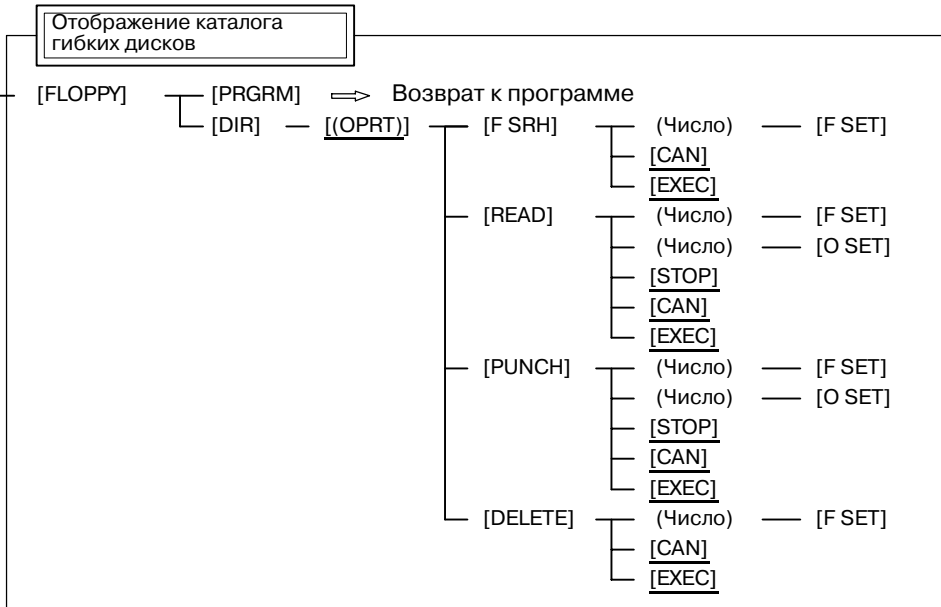 Отображение каталога
гибких дисков
[FLOPPY] [PRGRM] Возврат к программе
[DIR] [(OPRT)] [F SRH] (Число) [F SET]
[CAN]
[EXEC]
[READ] (Число) [F SET]
(Число) [O SET]
[STOP]
[CAN]
[EXEC]
[PUNCH] (Число) [F SET]
(Число) [O SET]
[STOP]
[CAN]
[EXEC]
[DELETE] (Число) [F SET]
[CAN]
[EXEC]